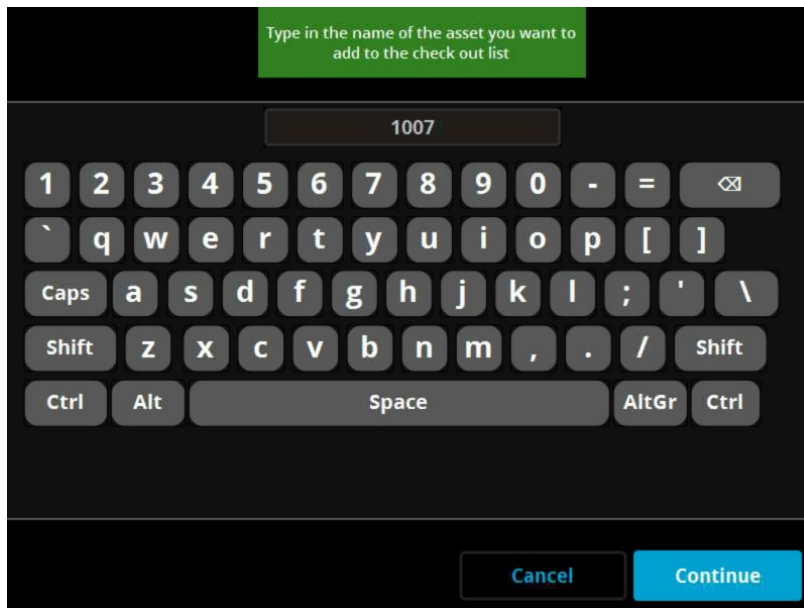 Type in the name of the asset you want to
add to the check out list
1007
1 2 3 4 5 6 7 8 9 0 - = ⌫
` q w e r t y u i o p [ ]
Caps a s d f g h j k l ; ' \
Shift z x c v b n m , . / Shift
Ctrl Alt Space AltGr Ctrl
Cancel Continue